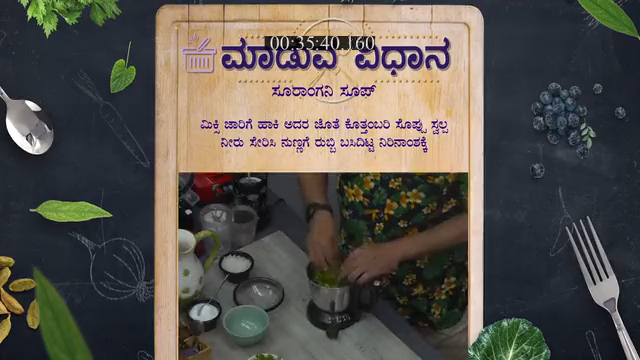 00:35:40.160
ಮಾಡುವ ವಿಧಾನ
ಸೂರಾಂಗನಿ ಸೂಪ್
ಮಿಕ್ಸಿ ಜಾರಿಗೆ ಹಾಕಿ ಅದರ ಜೊತೆ ಕೊತ್ತಂಬರಿ ಸೊಪ್ಪು ಸ್ವಲ್ಪ
ನೀರು ಸೇರಿಸಿ ನುಣ್ಣಗೆ ರುಬ್ಬಿ ಬಸಿದಿಟ್ಟ ನಿರಿನಾಂಶಕ್ಕೆ